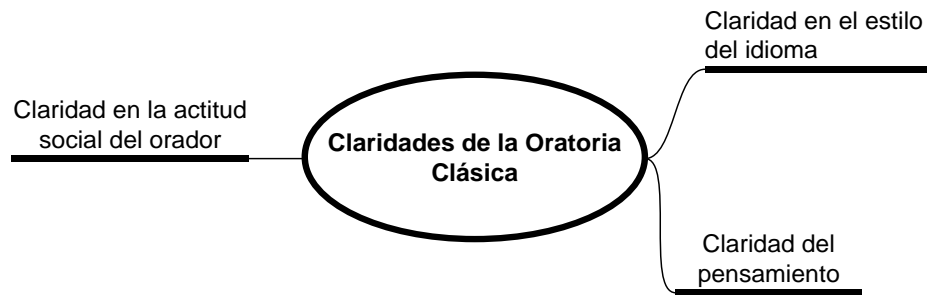 Claridad en el estilo
del idioma
Claridad en la actitud
social del orador
Claridades de la Oratoria
Clásica
Claridad del
pensamiento